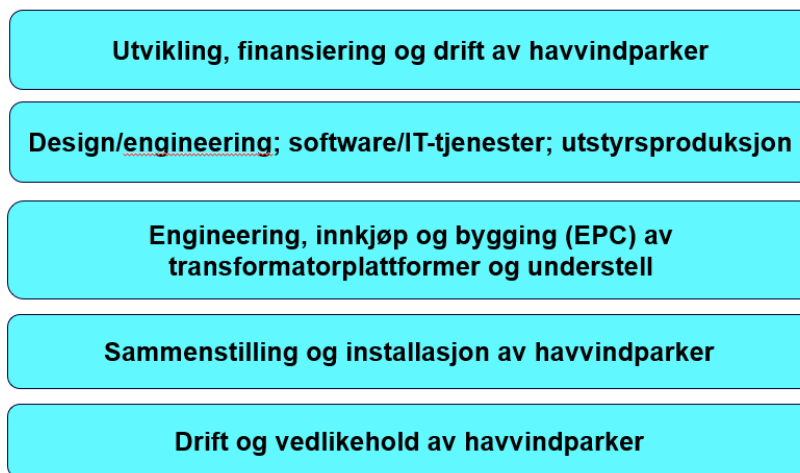 Utvikling, finansiering og drift av havvindparker
Design/engineering; software/IT-tjenester; utstyrsproduksjon
Engineering, innkjøp og bygging (EPC) av
transformatorplattformer og understell
Sammenstilling og installasjon av havvindparker
Drift og vedlikehold av havvindparker